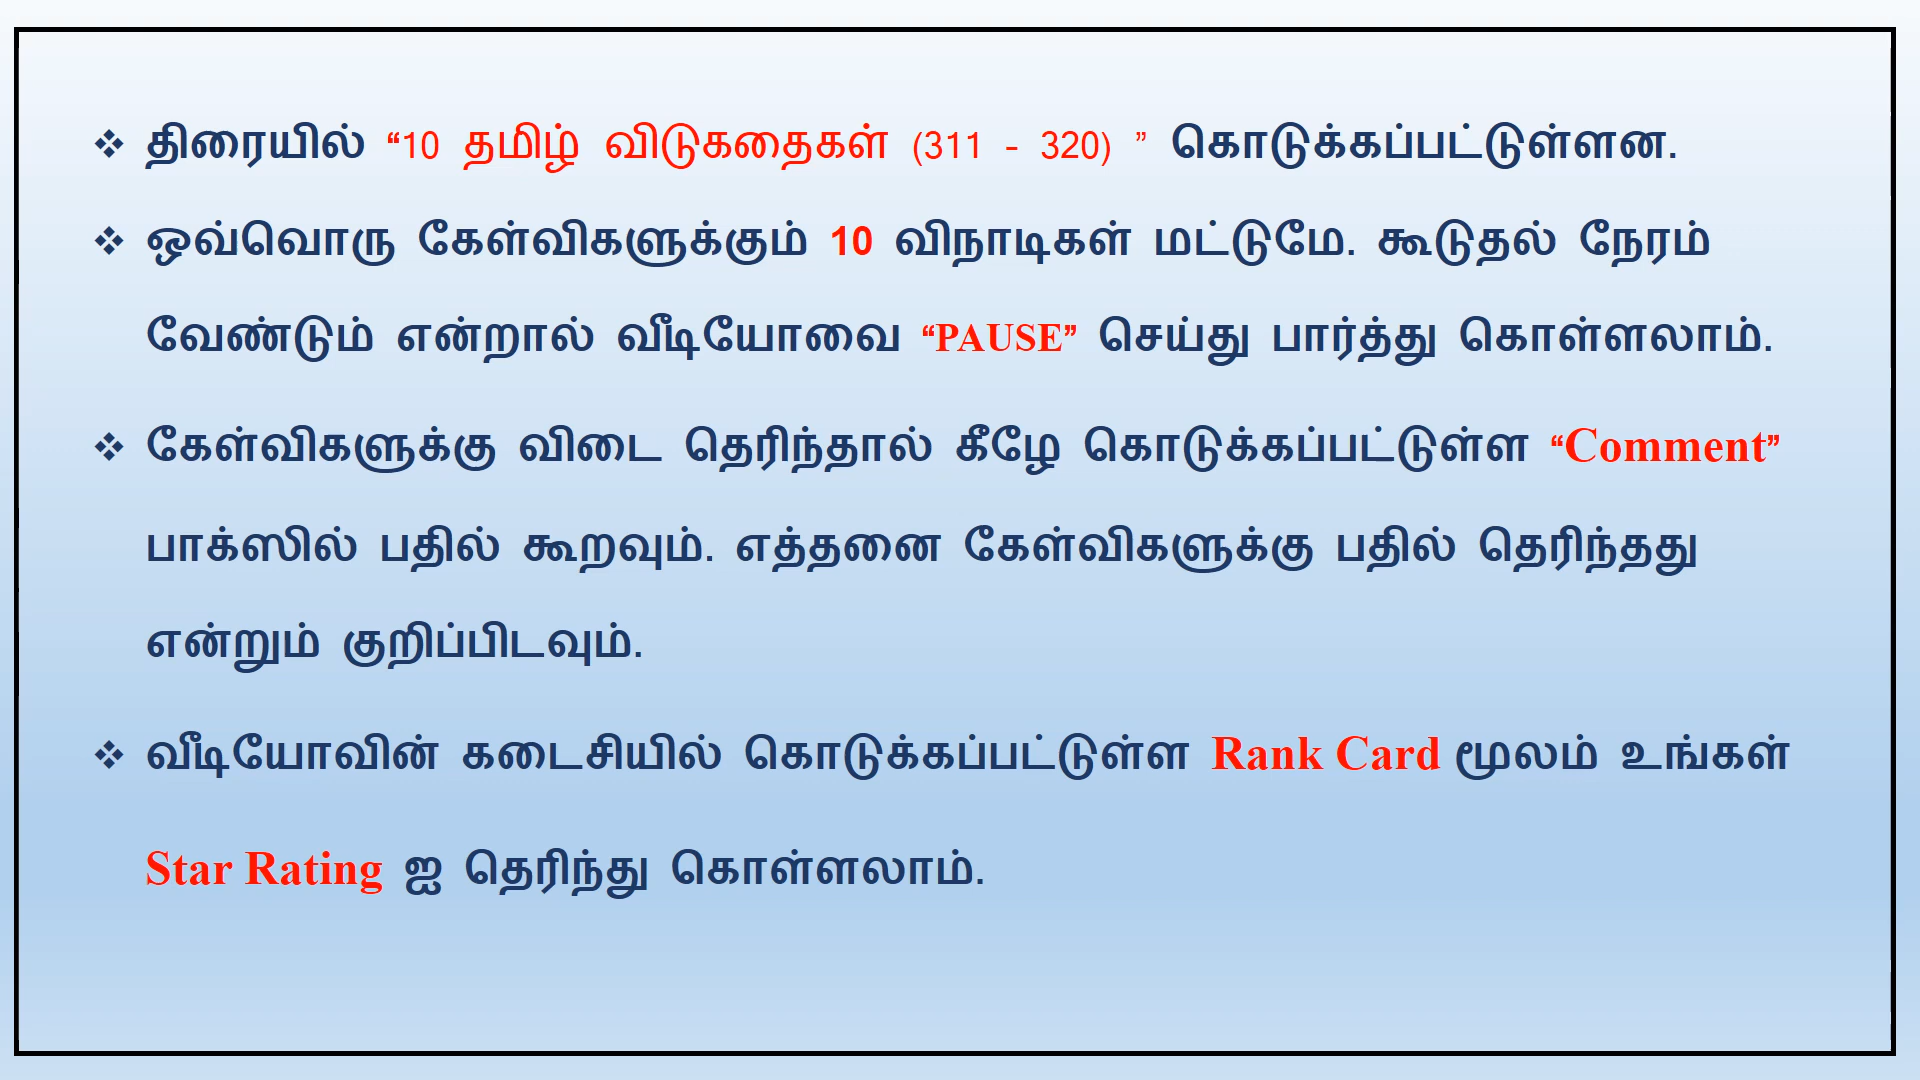 ❖ திரையில் “10 தமிழ் விடுகதைகள் (311 - 320) ” கொடுக்கப்பட்டுள்ளன.
❖ ஒவ்வொரு கேள்விகளுக்கும் 10 விநாடிகள் மட்டுமே. கூடுதல் நேரம்
வேண்டும் என்றால் வீடியோவை “PAUSE” செய்து பார்த்து கொள்ளலாம்.
❖ கேள்விகளுக்கு விடை தெரிந்தால் கீழே கொடுக்கப்பட்டுள்ள “Comment”
பாக்ஸில் பதில் கூறவும். எத்தனை கேள்விகளுக்கு பதில் தெரிந்தது
என்றும் குறிப்பிடவும்.
❖ வீடியோவின் கடைசியில் கொடுக்கப்பட்டுள்ள Rank Card மூலம் உங்கள்
Star Rating ஐ தெரிந்து கொள்ளலாம்.